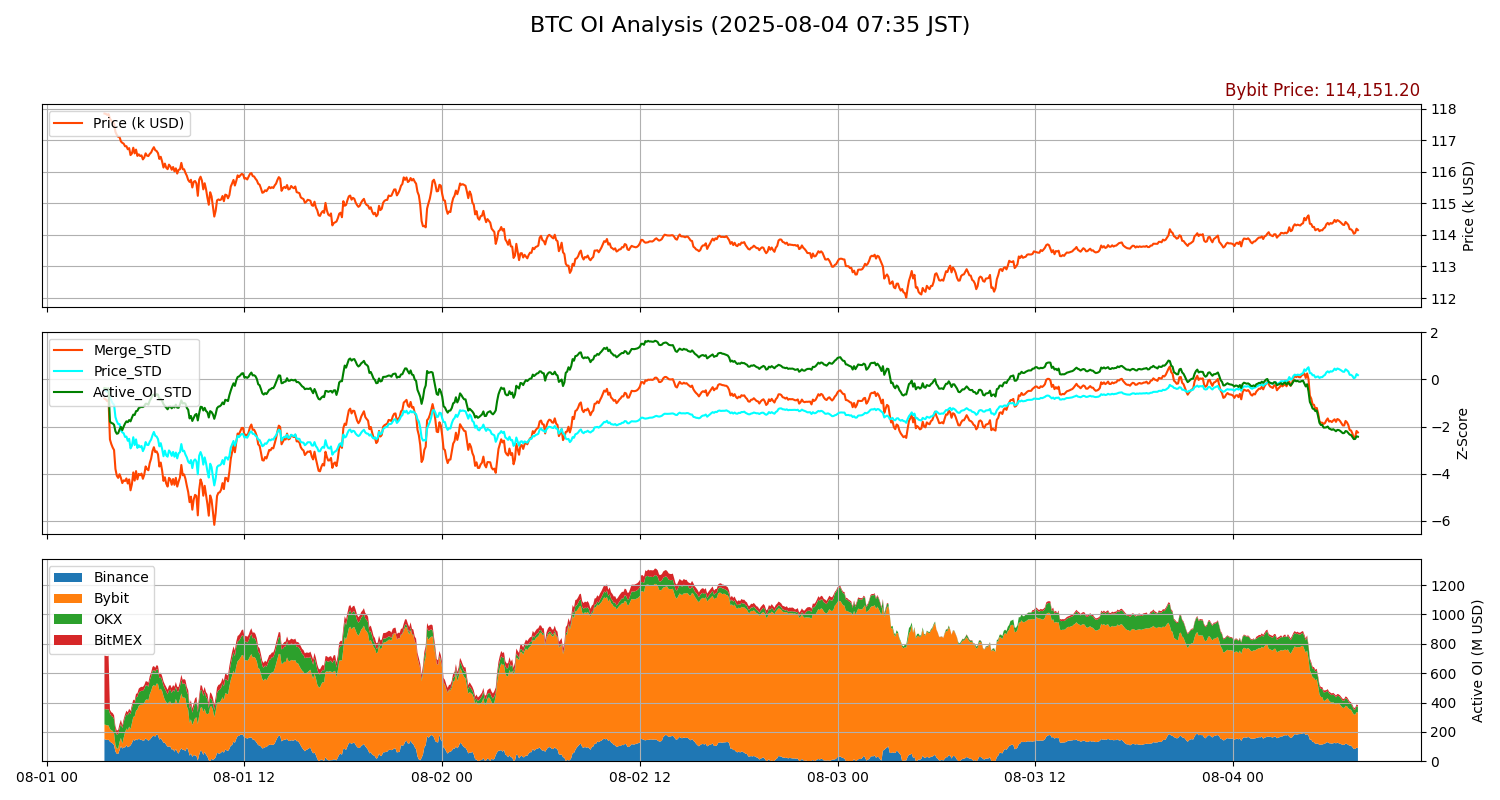 BTC OI Analysis (2025-08-04 07:35 JST)
Bybit Price: 114,151.20
Price (k USD)
118
117
116
115
114
113
112
Price (k USD)
Merge_STD
Price_STD
Active_OI_STD
2
0
−2
−4
−6
Z-Score
Binance
Bybit
OKX
BitMEX
1200
1000
800
600
400
200
0
Active OI (M USD)
08-01 00
08-01 12
08-02 00
08-02 12
08-03 00
08-03 12
08-04 00